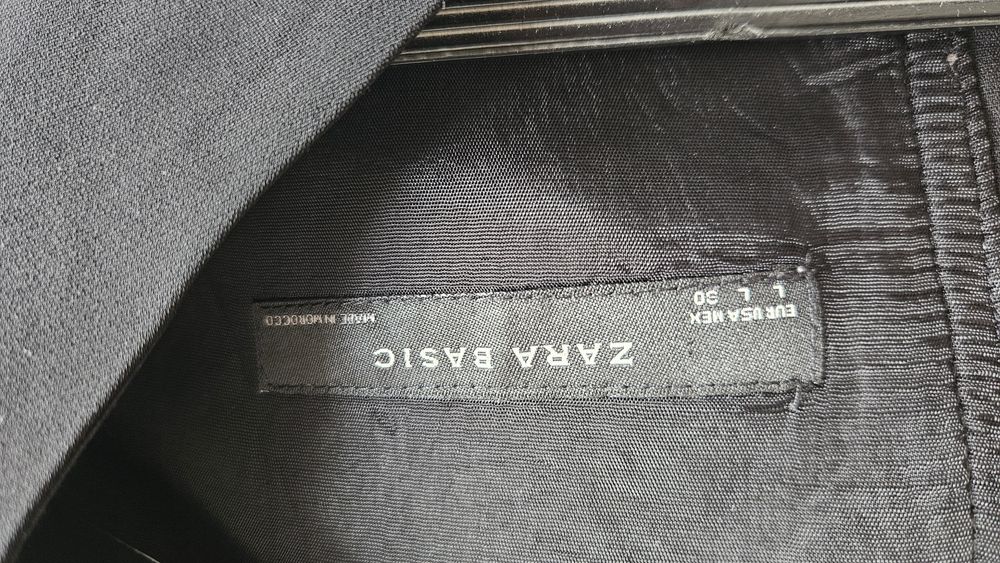 ZARA BASIC
EUR USA MEX
L L 30
MADE IN MOROCCO